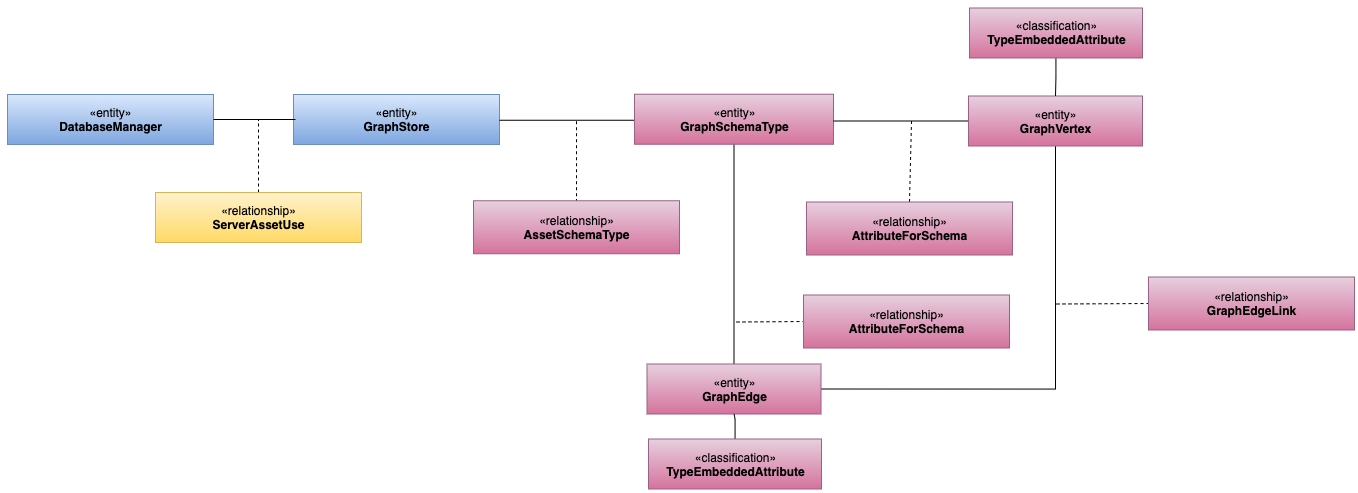 «classification»
TypeEmbeddedAttribute
«entity»
DatabaseManager
«entity»
GraphStore
«entity»
GraphSchemaType
«entity»
GraphVertex
«relationship»
ServerAssetUse
«relationship»
AssetSchemaType
«relationship»
AttributeForSchema
«relationship»
GraphEdgeLink
«relationship»
AttributeForSchema
«entity»
GraphEdge
«classification»
TypeEmbeddedAttribute